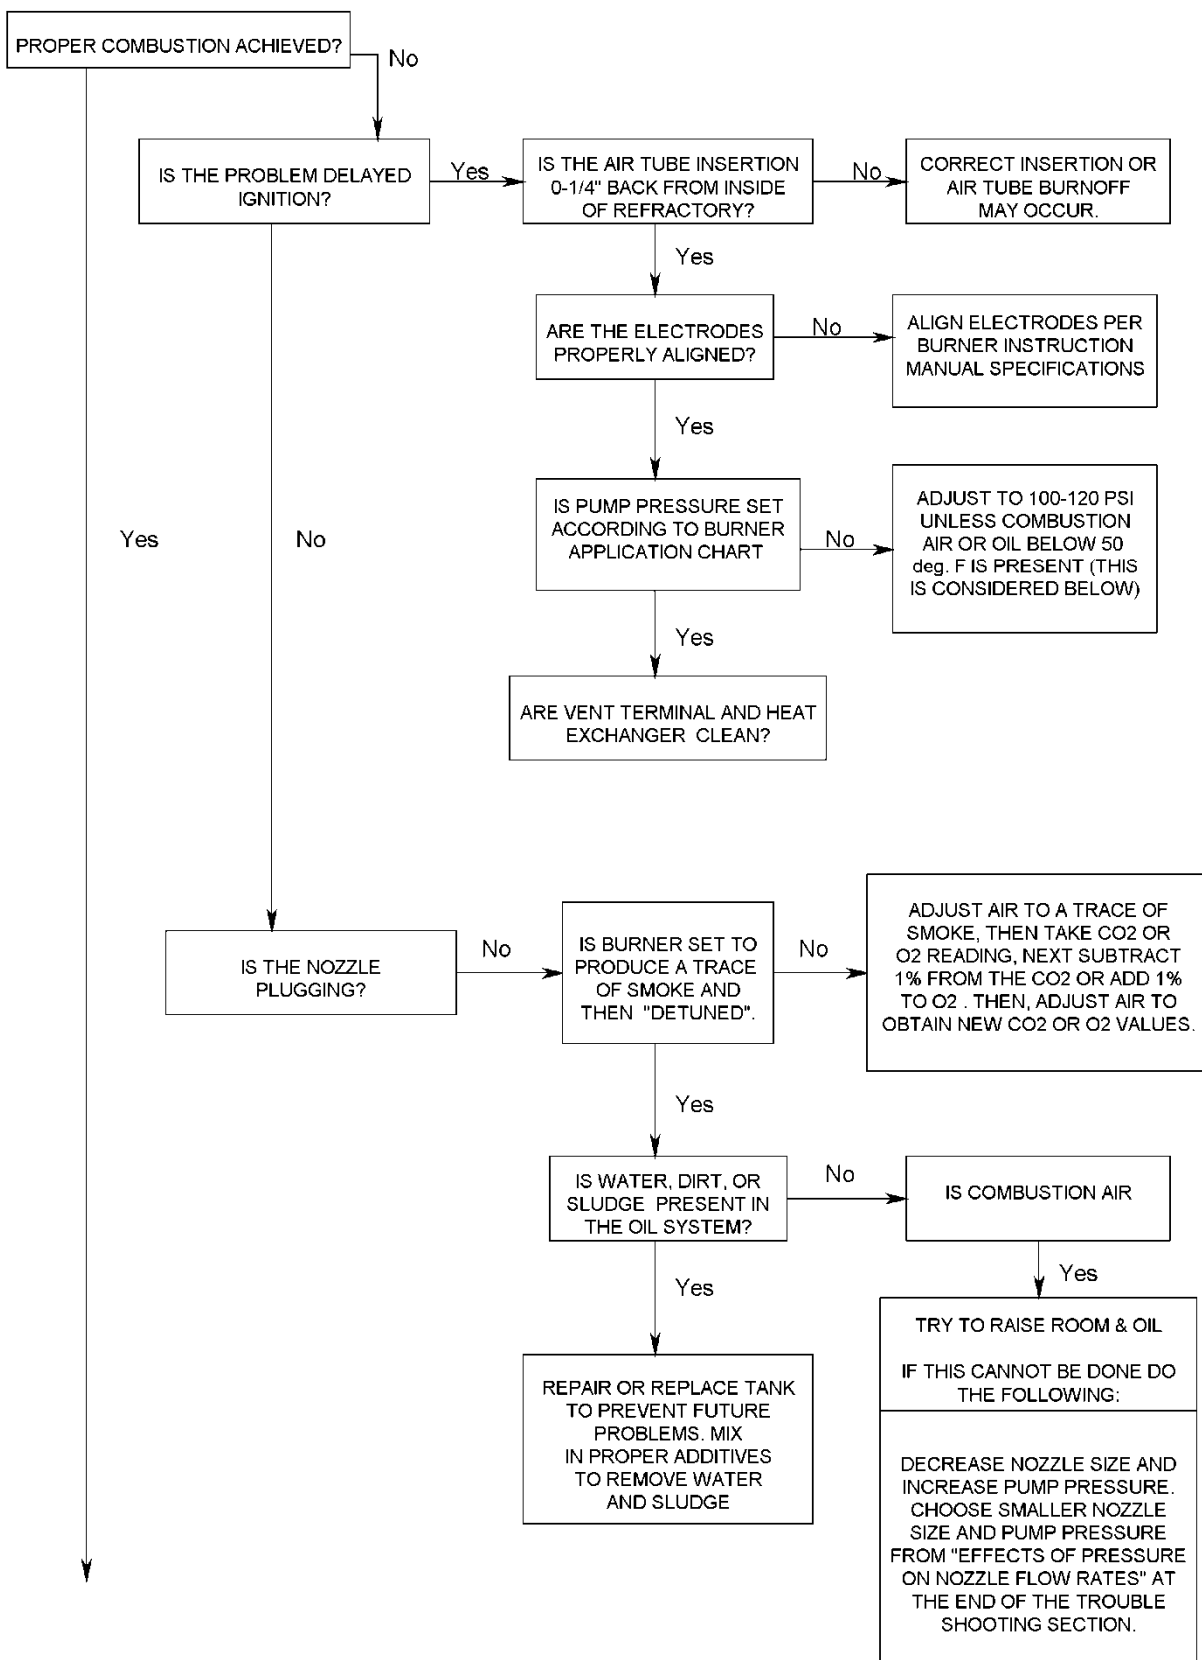 PROPER COMBUSTION ACHIEVED?
No
IS THE PROBLEM DELAYED
IGNITION?
Yes
IS THE AIR TUBE INSERTION
0-1/4" BACK FROM INSIDE
OF REFRACTORY?
No
CORRECT INSERTION OR
AIR TUBE BURNOFF
MAY OCCUR.
Yes
ARE THE ELECTRODES
PROPERLY ALIGNED?
No
ALIGN ELECTRODES PER
BURNER INSTRUCTION
MANUAL SPECIFICATIONS
Yes
IS PUMP PRESSURE SET
ACCORDING TO BURNER
APPLICATION CHART
No
ADJUST TO 100-120 PSI
UNLESS COMBUSTION
AIR OR OIL BELOW 50
deg. F IS PRESENT (THIS
IS CONSIDERED BELOW)
Yes
No
Yes
ARE VENT TERMINAL AND HEAT
EXCHANGER CLEAN?
IS THE NOZZLE
PLUGGING?
No
IS BURNER SET TO
PRODUCE A TRACE
OF SMOKE AND
THEN "DETUNED".
No
ADJUST AIR TO A TRACE OF
SMOKE, THEN TAKE CO2 OR
O2 READING, NEXT SUBTRACT
1% FROM THE CO2 OR ADD 1%
TO O2 . THEN, ADJUST AIR TO
OBTAIN NEW CO2 OR O2 VALUES.
Yes
IS WATER, DIRT, OR
SLUDGE PRESENT IN
THE OIL SYSTEM?
No
IS COMBUSTION AIR
Yes
Yes
REPAIR OR REPLACE TANK
TO PREVENT FUTURE
PROBLEMS. MIX
IN PROPER ADDITIVES
TO REMOVE WATER
AND SLUDGE
TRY TO RAISE ROOM & OIL
IF THIS CANNOT BE DONE DO
THE FOLLOWING:
DECREASE NOZZLE SIZE AND
INCREASE PUMP PRESSURE.
CHOOSE SMALLER NOZZLE
SIZE AND PUMP PRESSURE
FROM "EFFECTS OF PRESSURE
ON NOZZLE FLOW RATES" AT
THE END OF THE TROUBLE
SHOOTING SECTION.